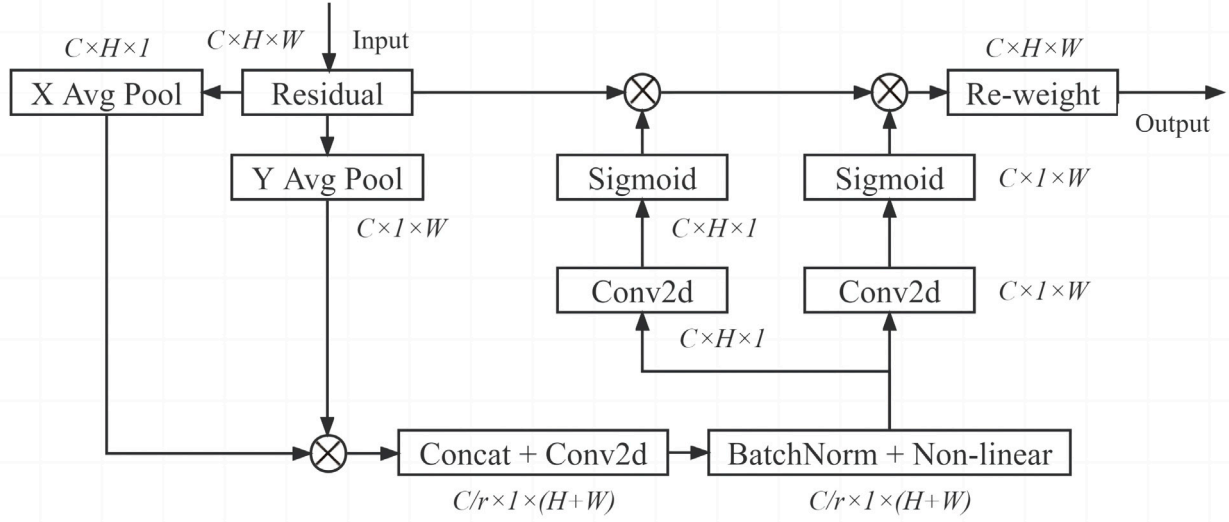 C×H×1
C×H×W
Input
C×H×W
X Avg Pool
Residual
Re-weight
Output
Y Avg Pool
Sigmoid
Sigmoid
C×1×W
C×1×W
C×H×1
Conv2d
Conv2d
C×1×W
C×H×1
Concat + Conv2d
BatchNorm + Non-linear
C/r×1×(H+W)
C/r×1×(H+W)